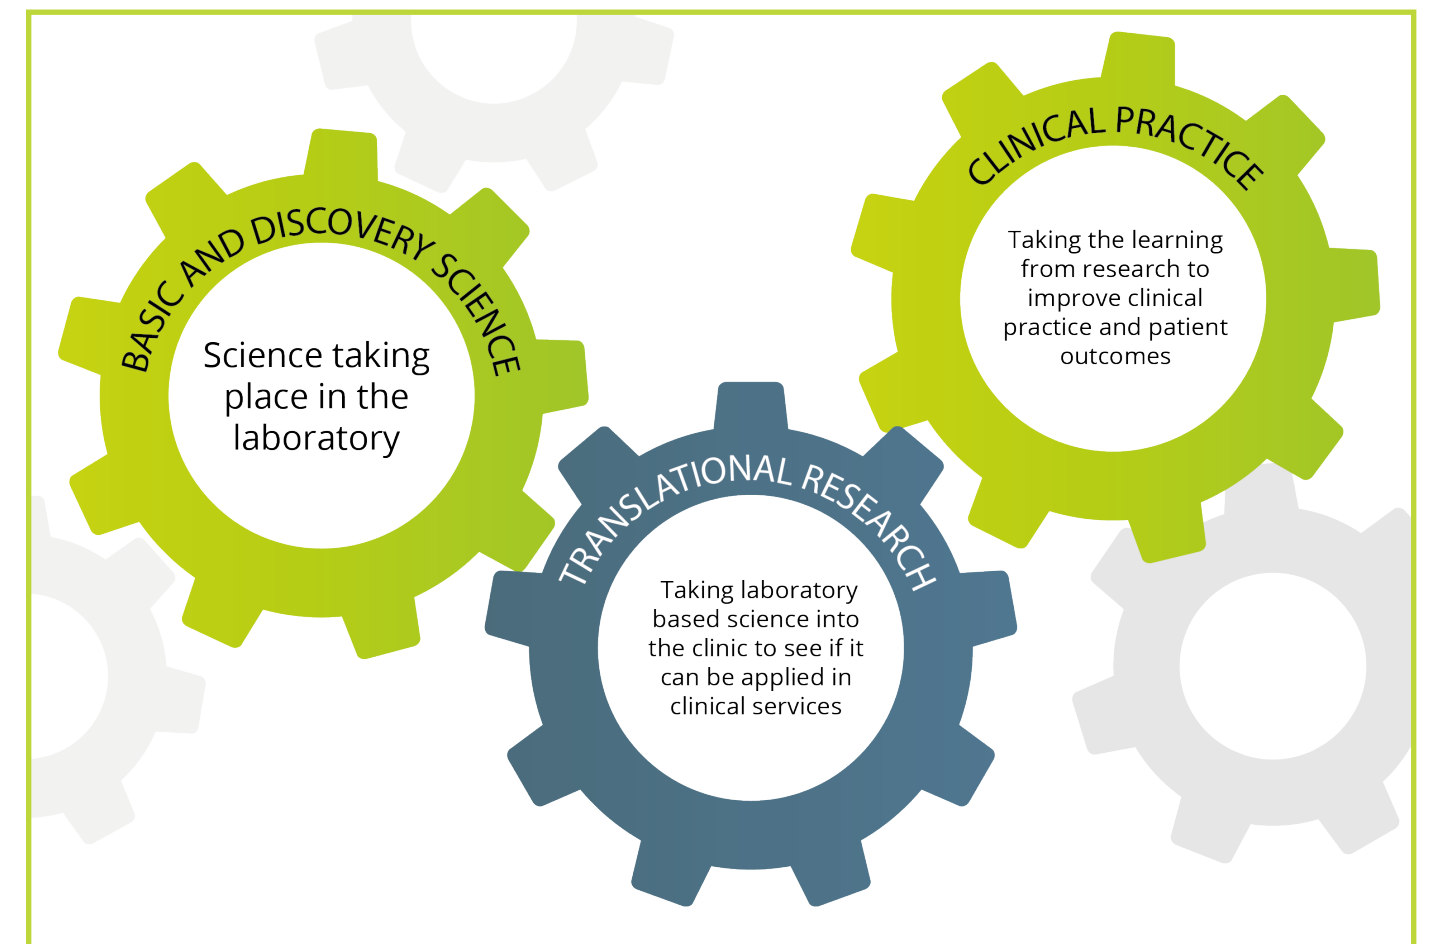 BASIC AND DISCOVERY SCIENCE
Science taking
place in the
laboratory
TRANSLATIONAL RESEARCH
Taking laboratory
based science into
the clinic to see if it
can be applied in
clinical services
CLINICAL PRACTICE
Taking the learning
from research to
improve clinical
practice and patient
outcomes